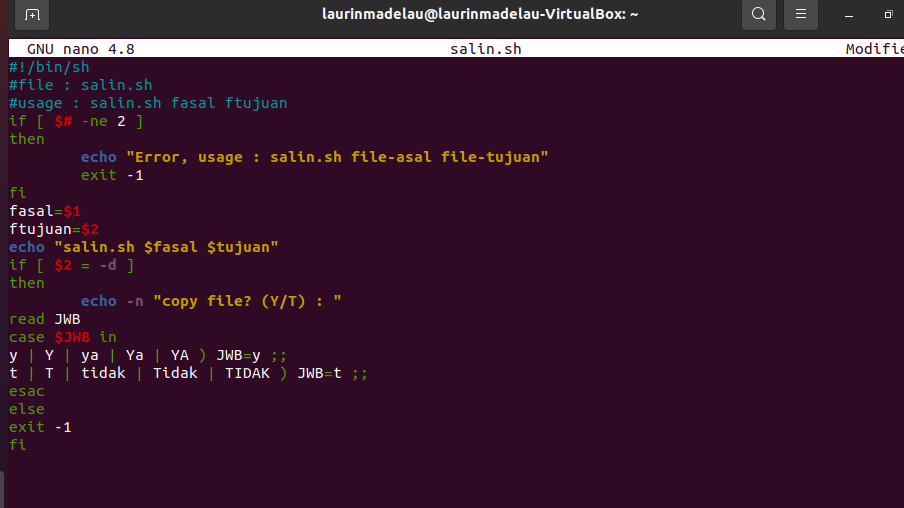 laurinmadelau@laurinmadelau-VirtualBox: ~
GNU nano 4.8 salin.sh Modifie
#!/bin/sh
#file : salin.sh
#usage : salin.sh fasal ftujuan
if [ $# -ne 2 ]
then
        echo "Error, usage : salin.sh file-asal file-tujuan"
        exit -1
fi
fasal=$1
ftujuan=$2
echo "salin.sh $fasal $tujuan"
if [ $2 = -d ]
then
        echo -n "copy file? (Y/T) : "
read JWB
case $JWB in
y | Y | ya | Ya | YA ) JWB=y ;;
t | T | tidak | Tidak | TIDAK ) JWB=t ;;
esac
else
exit -1
fi